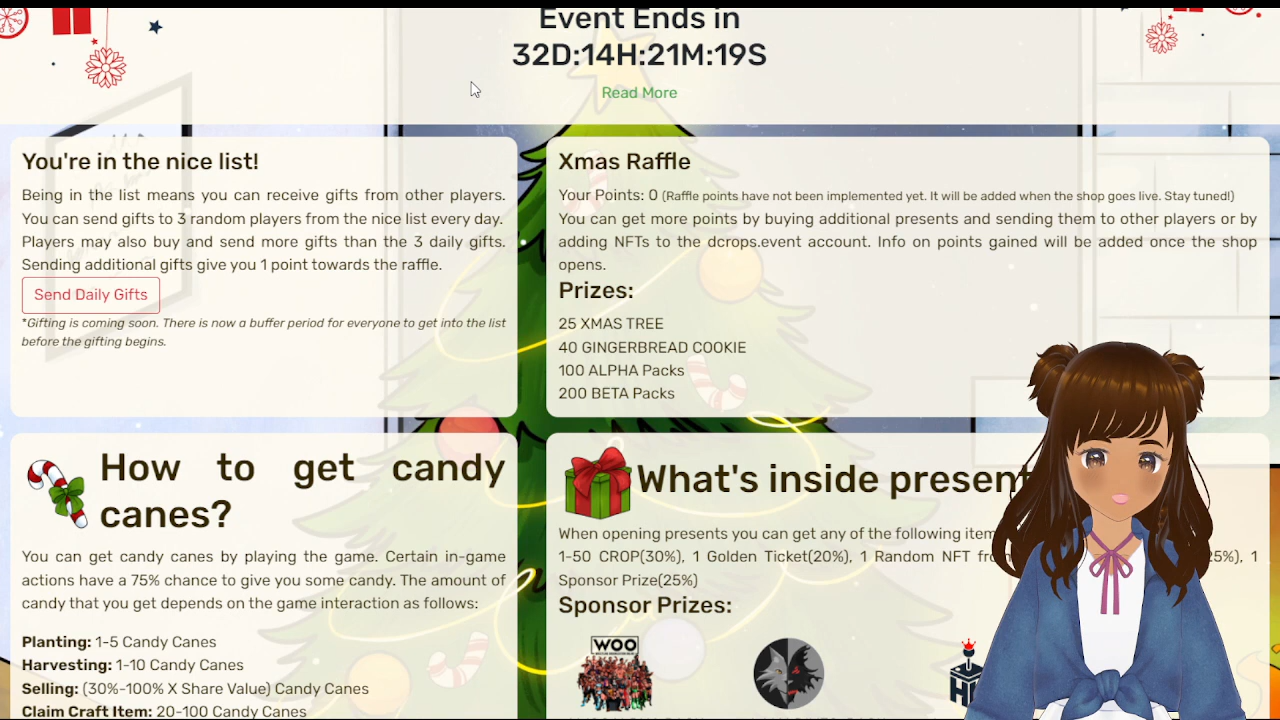 Event Ends in
32D:14H:21M:19S
Read More
You're in the nice list!
Being in the list means you can receive gifts from other players.
You can send gifts to 3 random players from the nice list every day.
Players may also buy and send more gifts than the 3 daily gifts.
Sending additional gifts give you 1 point towards the raffle.
Send Daily Gifts
*Gifting is coming soon. There is now a buffer period for everyone to get into the list
before the gifting begins.
Xmas Raffle
Your Points: 0 (Raffle points have not been implemented yet. It will be added when the shop goes live. Stay tuned!)
You can get more points by buying additional presents and sending them to other players or by
adding NFTs to the dcrops.event account. Info on points gained will be added once the shop
opens.
Prizes:
25 XMAS TREE
40 GINGERBREAD COOKIE
100 ALPHA Packs
200 BETA Packs
How to get candy
canes?
You can get candy canes by playing the game. Certain in-game
actions have a 75% chance to give you some candy. The amount of
candy that you get depends on the game interaction as follows:
Planting: 1-5 Candy Canes
Harvesting: 1-10 Candy Canes
Selling: (30%-100% X Share Value) Candy Canes
Claim Craft Item: 20-100 Candy Canes
What's inside present
When opening presents you can get any of the following item
1-50 CROP(30%), 1 Golden Ticket(20%), 1 Random NFT 25%), 1
Sponsor Prize(25%)
Sponsor Prizes:
WOO